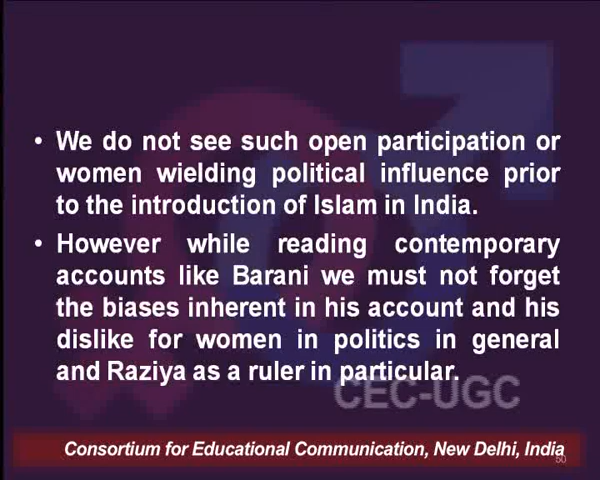 • We do not see such open participation or
women wielding political influence prior
to the introduction of Islam in India.
• However while reading contemporary
accounts like Barani we must not forget
the biases inherent in his account and his
dislike for women in politics in general
and Raziya as a ruler in particular.
CEC-UGC
Consortium for Educational Communication, New Delhi, India
50